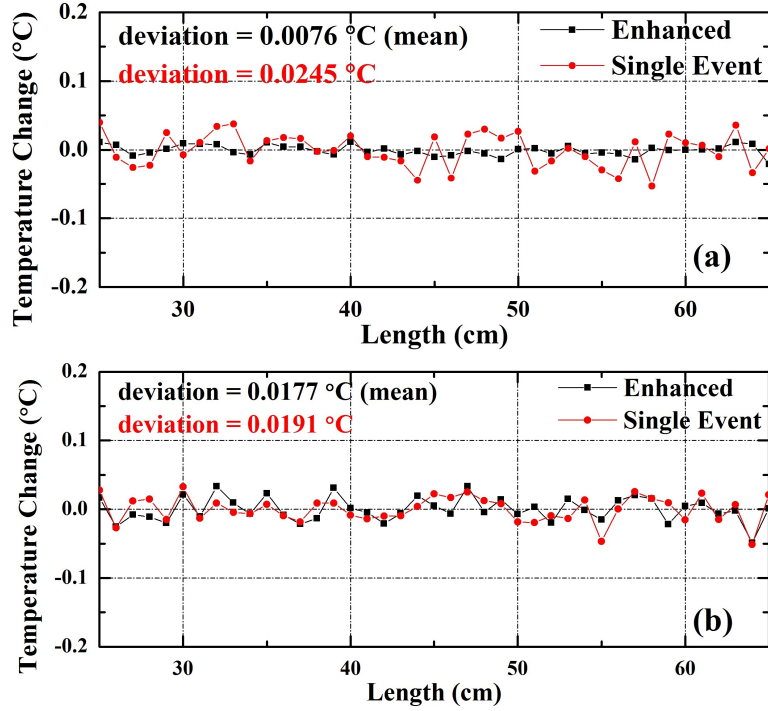 deviation = 0.0076 °C (mean)
deviation = 0.0245 °C
Enhanced
Single Event
Temperature Change (°C)
0.2
0.1
0.0
-0.1
-0.2
(a)
30
40
50
60
Length (cm)
deviation = 0.0177 °C (mean)
deviation = 0.0191 °C
Enhanced
Single Event
Temperature Change (°C)
0.2
0.1
0.0
-0.1
-0.2
(b)
30
40
50
60
Length (cm)